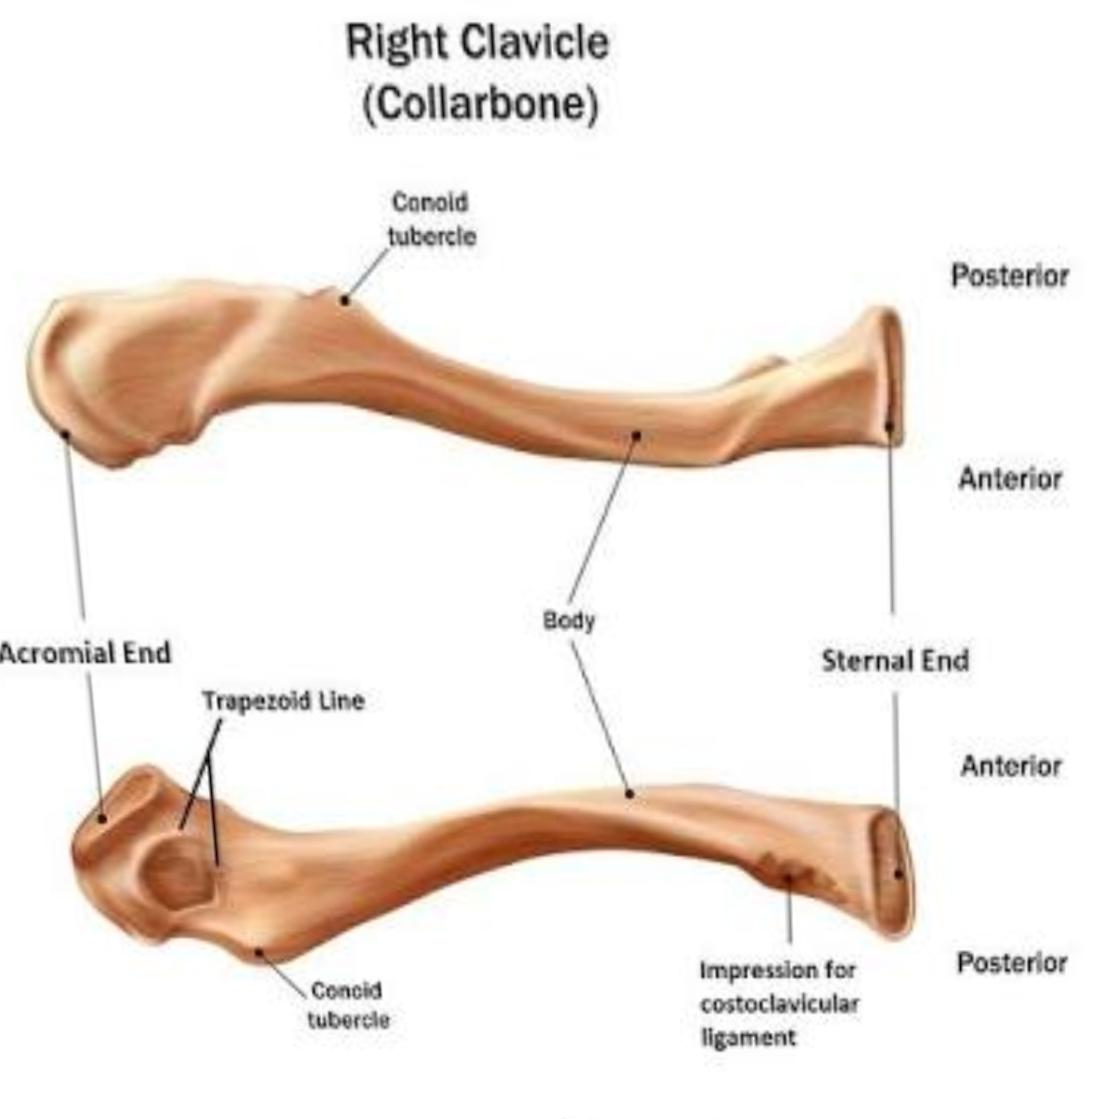 Right Clavicle
(Collarbone)
Conoid
tubercle
Posterior
Anterior
Body
Acromial End
Sternal End
Trapezoid Line
Anterior
Conoid
tubercle
Impression for
costoclavicular
ligament
Posterior